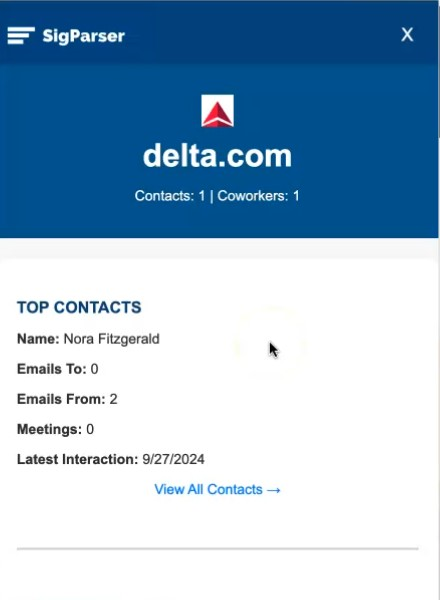 SigParser
X
delta.com
Contacts: 1 | Coworkers: 1
TOP CONTACTS
Name: Nora Fitzgerald
Emails To: 0
Emails From: 2
Meetings: 0
Latest Interaction: 9/27/2024
View All Contacts →